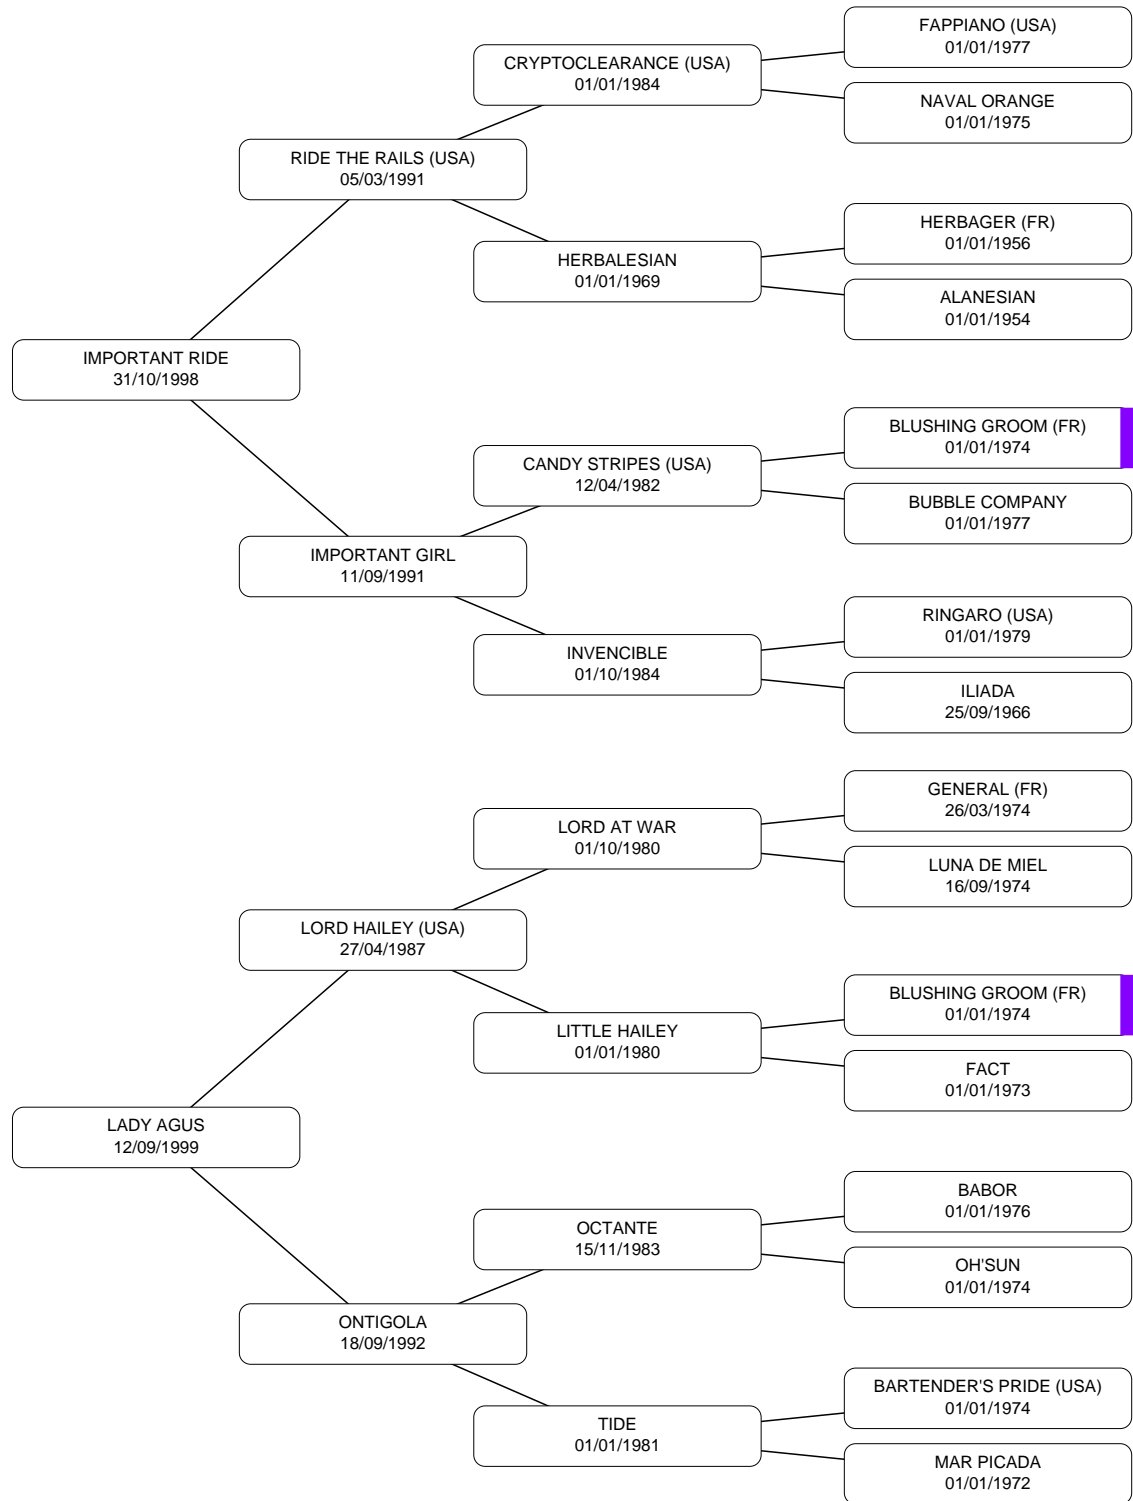 FAPPIANO (USA)
01/01/1977
CRYPTOCLEARANCE (USA)
01/01/1984
NAVAL ORANGE
01/01/1975
RIDE THE RAILS (USA)
05/03/1991
HERBAGER (FR)
01/01/1956
HERBALESIAN
01/01/1969
ALANESIAN
01/01/1954
IMPORTANT RIDE
31/10/1998
BLUSHING GROOM (FR)
01/01/1974
CANDY STRIPES (USA)
12/04/1982
BUBBLE COMPANY
01/01/1977
IMPORTANT GIRL
11/09/1991
RINGARO (USA)
01/01/1979
INVENCIBLE
01/10/1984
ILIADA
25/09/1966
GENERAL (FR)
26/03/1974
LORD AT WAR
01/10/1980
LUNA DE MIEL
16/09/1974
LORD HAILEY (USA)
27/04/1987
BLUSHING GROOM (FR)
01/01/1974
LITTLE HAILEY
01/01/1980
FACT
01/01/1973
LADY AGUS
12/09/1999
BABOR
01/01/1976
OCTANTE
15/11/1983
OH'SUN
01/01/1974
ONTIGOLA
18/09/1992
BARTENDER'S PRIDE (USA)
01/01/1974
TIDE
01/01/1981
MAR PICADA
01/01/1972